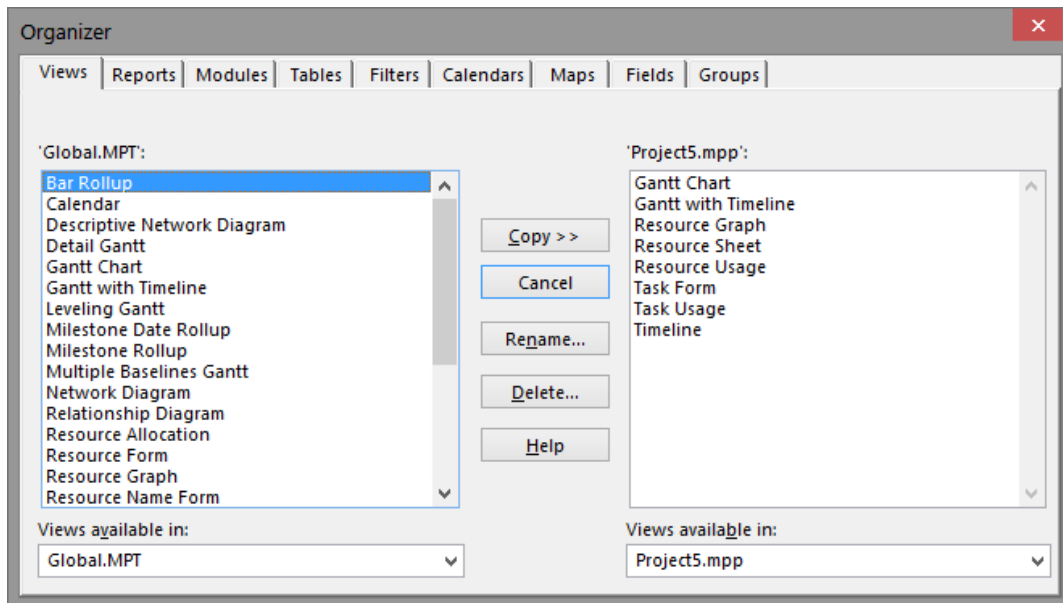 Organizer
Views Reports Modules Tables Filters Calendars Maps Fields Groups
'Global.MPT':
Bar Rollup
Calendar
Descriptive Network Diagram
Detail Gantt
Gantt Chart
Gantt with Timeline
Leveling Gantt
Milestone Date Rollup
Milestone Rollup
Multiple Baselines Gantt
Network Diagram
Relationship Diagram
Resource Allocation
Resource Form
Resource Graph
Resource Name Form
Views available in:
Global.MPT
Copy >>
Cancel
Rename...
Delete...
Help
'Project5.mpp':
Gantt Chart
Gantt with Timeline
Resource Graph
Resource Sheet
Resource Usage
Task Form
Task Usage
Timeline
Views available in:
Project5.mpp